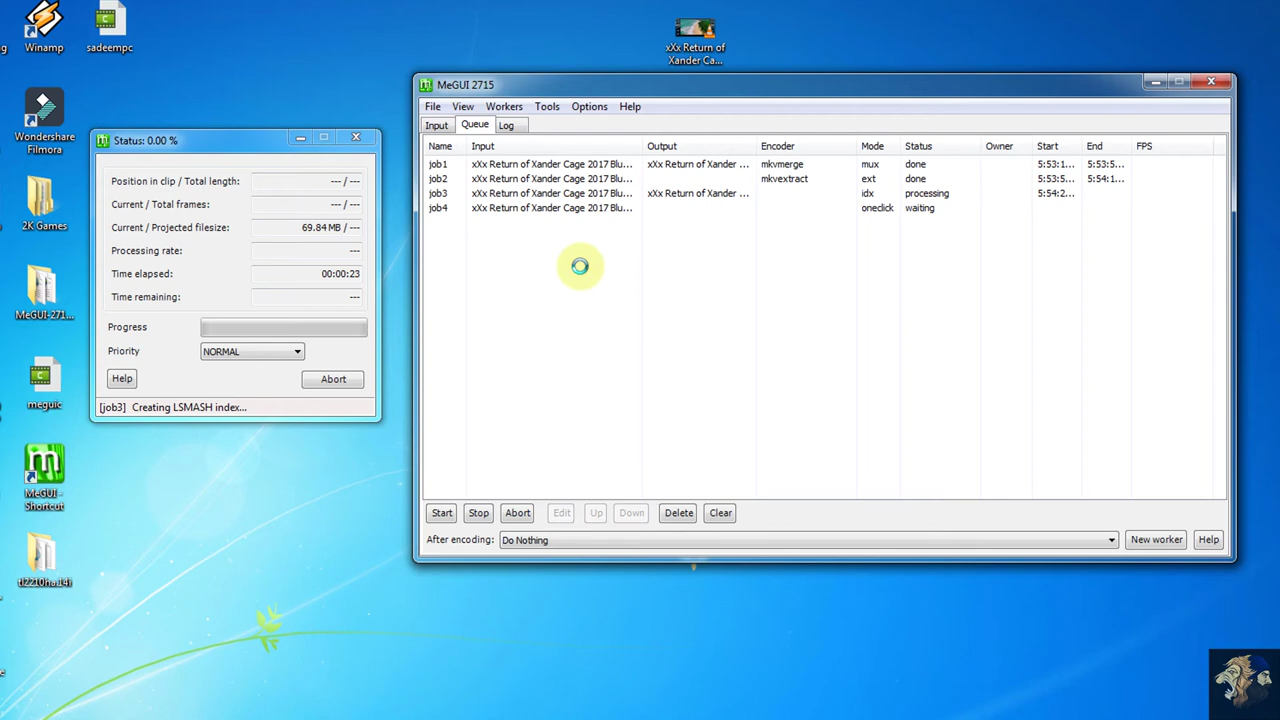 Winamp
sadeempc
xXx Return of
Xander Ca...
Wondershare
Filmora
2K Games
MeGUI-271...
meguic
MeGUI -
Shortcut
tl2210ha.14i
Status: 0.00 %
Position in clip / Total length:
--- / ---
Current / Total frames:
--- / ---
Current / Projected filesize:
69.84 MB / ---
Processing rate:
---
Time elapsed:
00:00:23
Time remaining:
---
Progress
Priority
NORMAL
Help
Abort
[job3] Creating LSMASH index...
MeGUI 2715
File View Workers Tools Options Help
Input Queue Log
Name Input Output Encoder Mode Status Owner Start End FPS
job1 xXx Return of Xander Cage 2017 Blu... xXx Return of Xander ... mkvmerge mux done 5:53:1... 5:53:5...
job2 xXx Return of Xander Cage 2017 Blu... mkvextract ext done 5:53:5... 5:54:1...
job3 xXx Return of Xander Cage 2017 Blu... xXx Return of Xander ... idx processing 5:54:2...
job4 xXx Return of Xander Cage 2017 Blu... oneclick waiting
Start Stop Abort Edit Up Down Delete Clear
After encoding: Do Nothing New worker Help